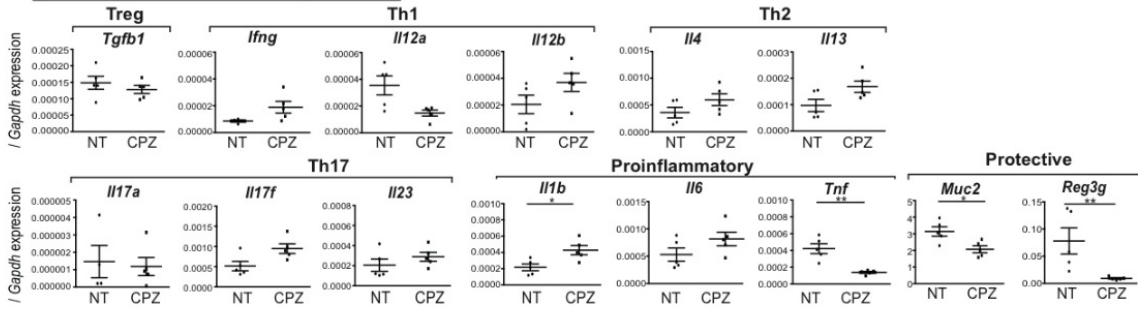 Treg Th1 Th2
Tgfb1 Ifng Il12a Il12b Il4 Il13
/ Gapdh expression
0.00025 0.00020 0.00015 0.00010 0.00005 0.00000
0.00006 0.00004 0.00002 0.00000
0.00006 0.00004 0.00002 0.00000
0.00006 0.00004 0.00002 0.00000
0.0015 0.0010 0.0005 0.0000
0.0003 0.0002 0.0001 0.0000
NT CPZ NT CPZ NT CPZ NT CPZ NT CPZ NT CPZ
Th17 Proinflammatory Protective
Il17a Il17f Il23 Il1b Il6 Tnf Muc2 Reg3g
* ** * **
/ Gapdh expression
0.000005 0.000004 0.000003 0.000002 0.000001 0.000000
0.0020 0.0015 0.0010 0.0005 0.0000
0.0008 0.0006 0.0004 0.0002 0.0000
0.0010 0.0008 0.0006 0.0004 0.0002 0.0000
0.0015 0.0010 0.0005 0.0000
0.0008 0.0006 0.0004 0.0002 0.0000
5 4 3 2 1 0
0.15 0.10 0.05 0.00
NT CPZ NT CPZ NT CPZ NT CPZ NT CPZ NT CPZ NT CPZ NT CPZ